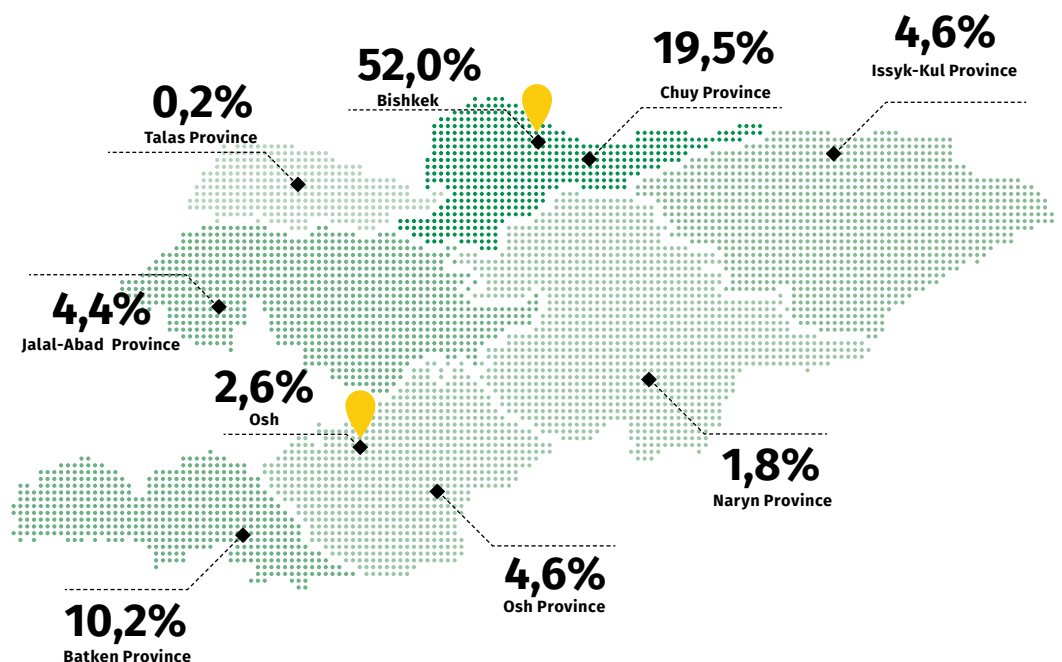 4,6%
Issyk-Kul Province
19,5%
Chuy Province
52,0%
Bishkek
0,2%
Talas Province
4,4%
Jalal-Abad  Province
2,6%
Osh
1,8%
Naryn Province
4,6%
Osh Province
10,2%
Batken Province